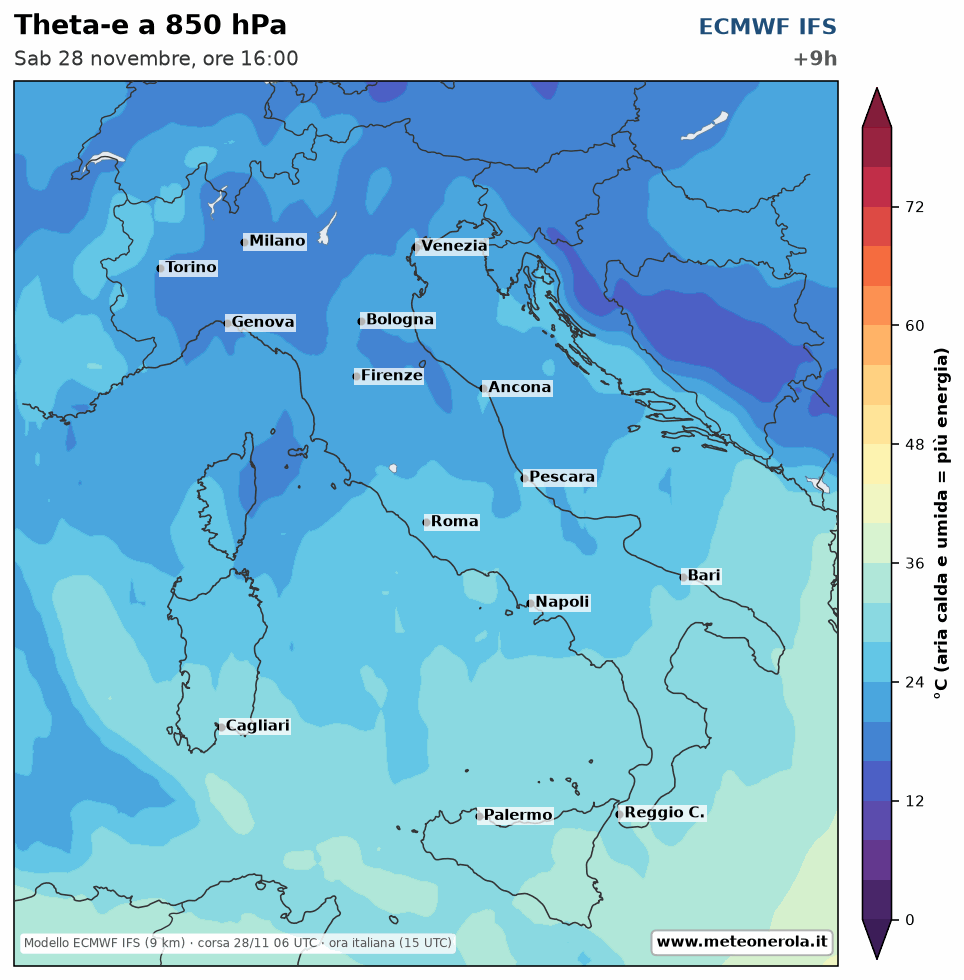 Theta-e a 850 hPa
ECMWF IFS
Sab 28 novembre, ore 16:00
+9h
Milano
Venezia
Torino
Genova
Bologna
Firenze
Ancona
Pescara
Roma
Bari
Napoli
Cagliari
Palermo
Reggio C.
72
60
48
36
24
12
0
°C (aria calda e umida = più energia)
Modello ECMWF IFS (9 km) · corsa 28/11 06 UTC · ora italiana (15 UTC)
www.meteonerola.it